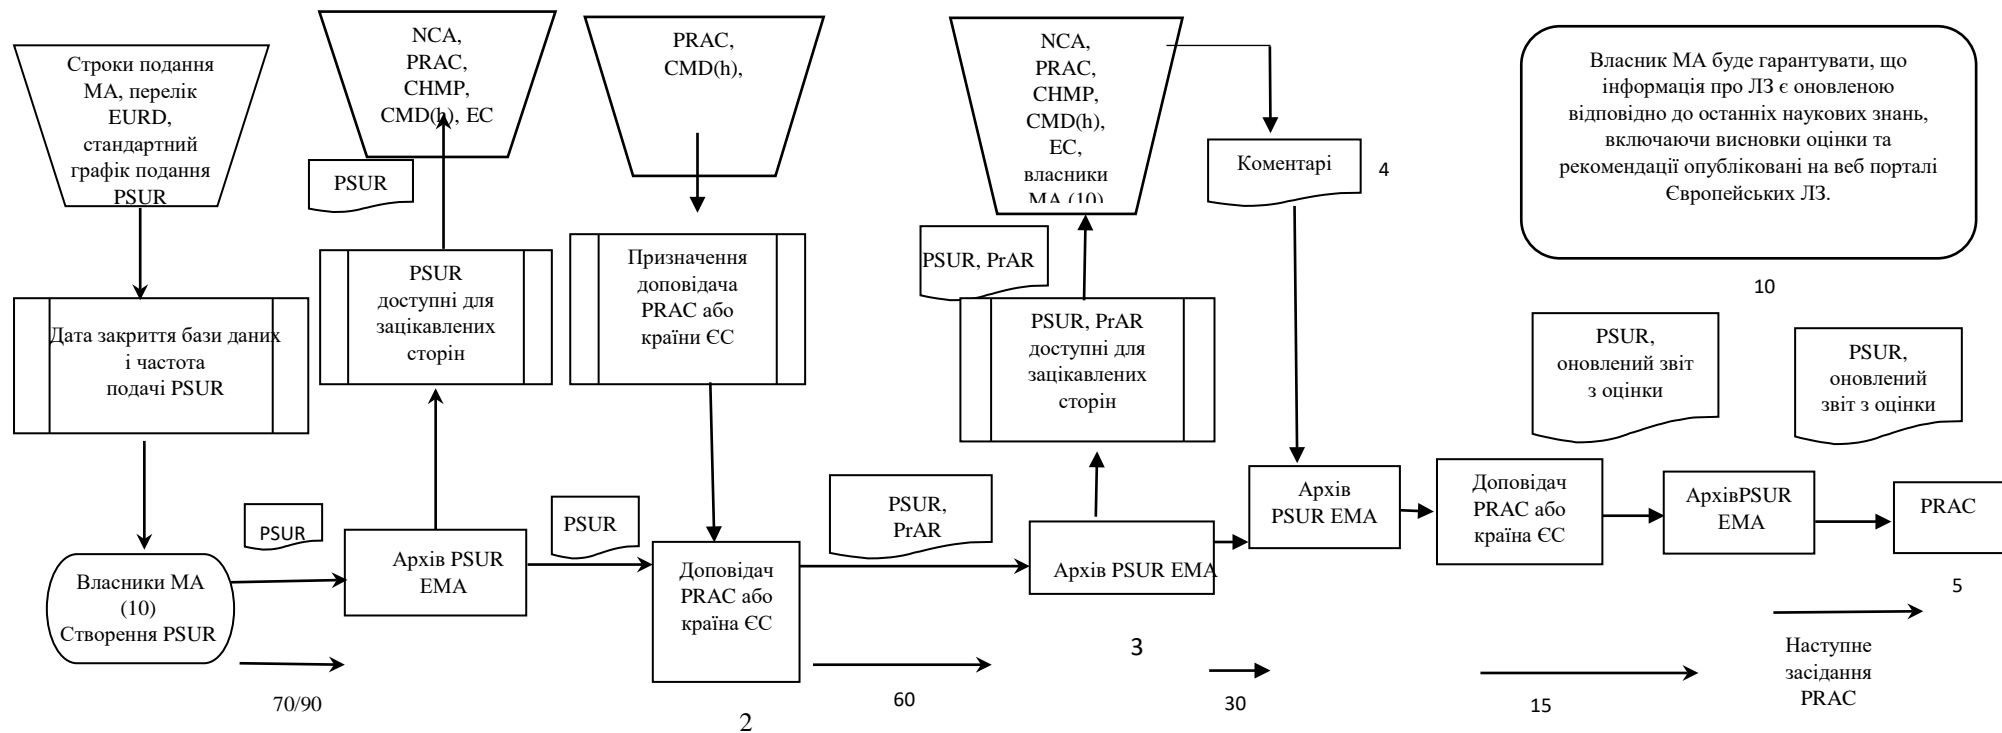 Строки подання
МА, перелік
EURD,
стандартний
графік подання
PSUR
NCA,
PRAC,
CHMP,
CMD(h), EC
PRAC,
CMD(h),
NCA,
PRAC,
CHMP,
CMD(h),
EC,
власники
МА (10)
Коментарі
4
Власник МА буде гарантувати, що
інформація про ЛЗ є оновленою
відповідно до останніх наукових знань,
включаючи висновки оцінки та
рекомендації опубліковані на веб порталі
Європейських ЛЗ.
10
PSUR
PSUR, PrAR
Дата закриття бази даних
і частота
подачі PSUR
PSUR
доступні для
зацікавлених
сторін
Призначення
доповідача
PRAC або
країни ЄС
PSUR, PrAR
доступні для
зацікавлених
сторін
PSUR,
оновлений звіт
з оцінки
PSUR,
оновлений
звіт з оцінки
Власники МА
(10)
Створення PSUR
PSUR
Архів PSUR
EMA
PSUR
Доповідач
PRAC або
країна ЄС
PSUR,
PrAR
Архів PSUR EMA
Архів
PSUR EMA
Доповідач
PRAC або
країна ЄС
АрхівPSUR
EMA
PRAC
5
3
70/90
2
60
30
15
Наступне
засідання
PRAC